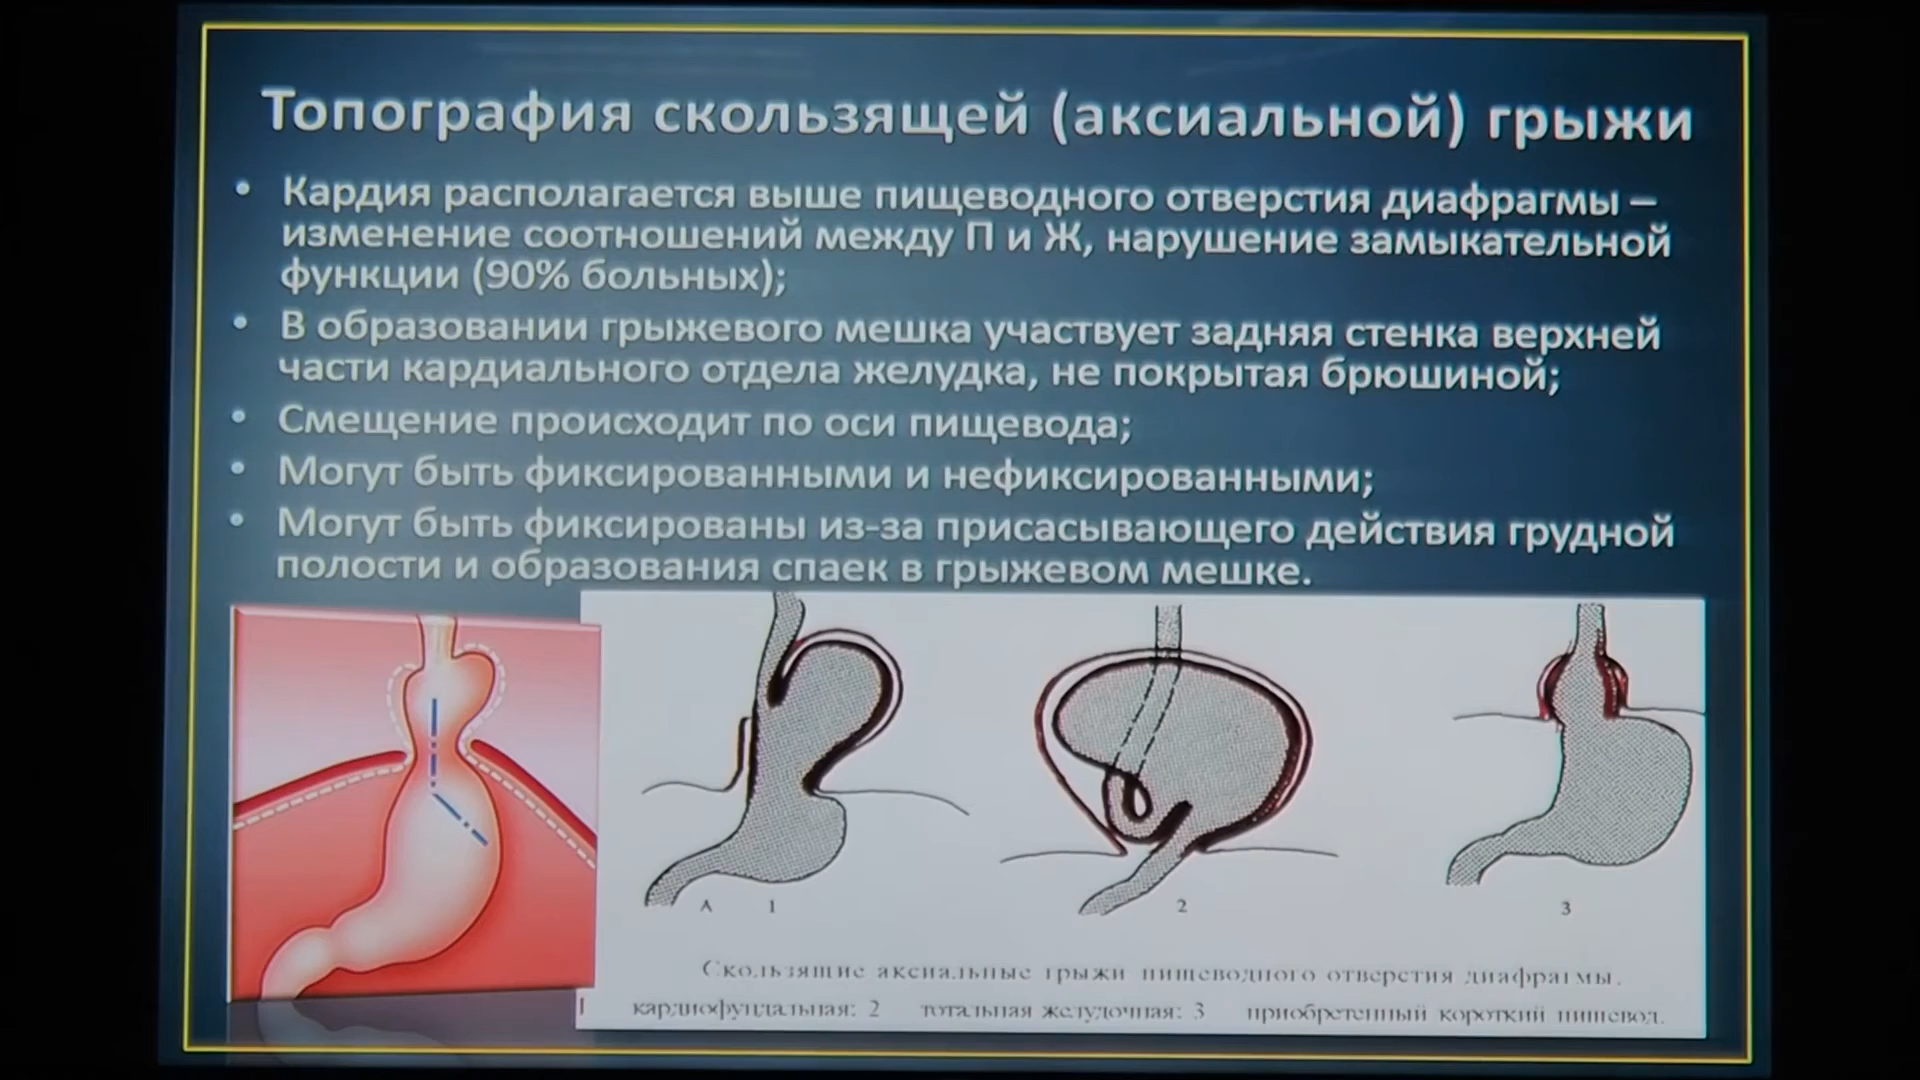 Топография скользящей (аксиальной) грыжи
• Кардия располагается выше пищеводного отверстия диафрагмы –
изменение соотношений между П и Ж, нарушение замыкательной
функции (90% больных);
• В образовании грыжевого мешка участвует задняя стенка верхней
части кардиального отдела желудка, не покрытая брюшиной;
• Смещение происходит по оси пищевода;
• Могут быть фиксированными и нефиксированными;
• Могут быть фиксированы из-за присасывающего действия грудной
полости и образования спаек в грыжевом мешке.
А 1 2 3
Скользящие аксиальные грыжи пищеводного отверстия диафрагмы.
1 кардиофундальная: 2 тотальная желудочная: 3 приобретенный короткий пищевод.